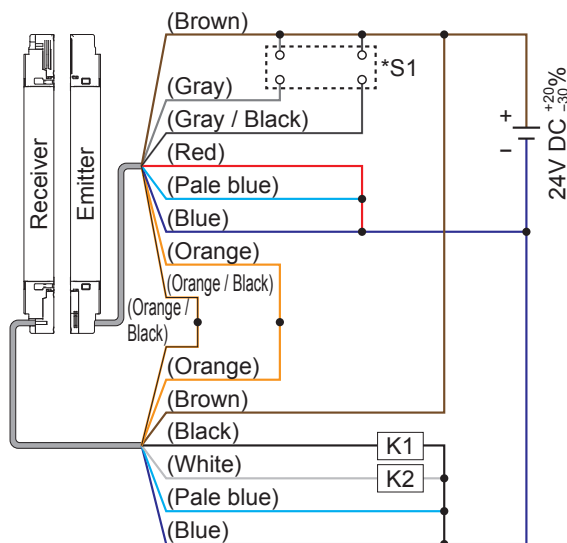 (Brown)
*S1
(Gray)
(Gray / Black)
(Red)
(Pale blue)
(Blue)
(Orange)
(Orange / Black)
(Orange /
Black)
(Orange)
(Brown)
(Black)
K1
(White)
K2
(Pale blue)
(Blue)
Receiver
Emitter
+
−
24V DC +20 −30 %